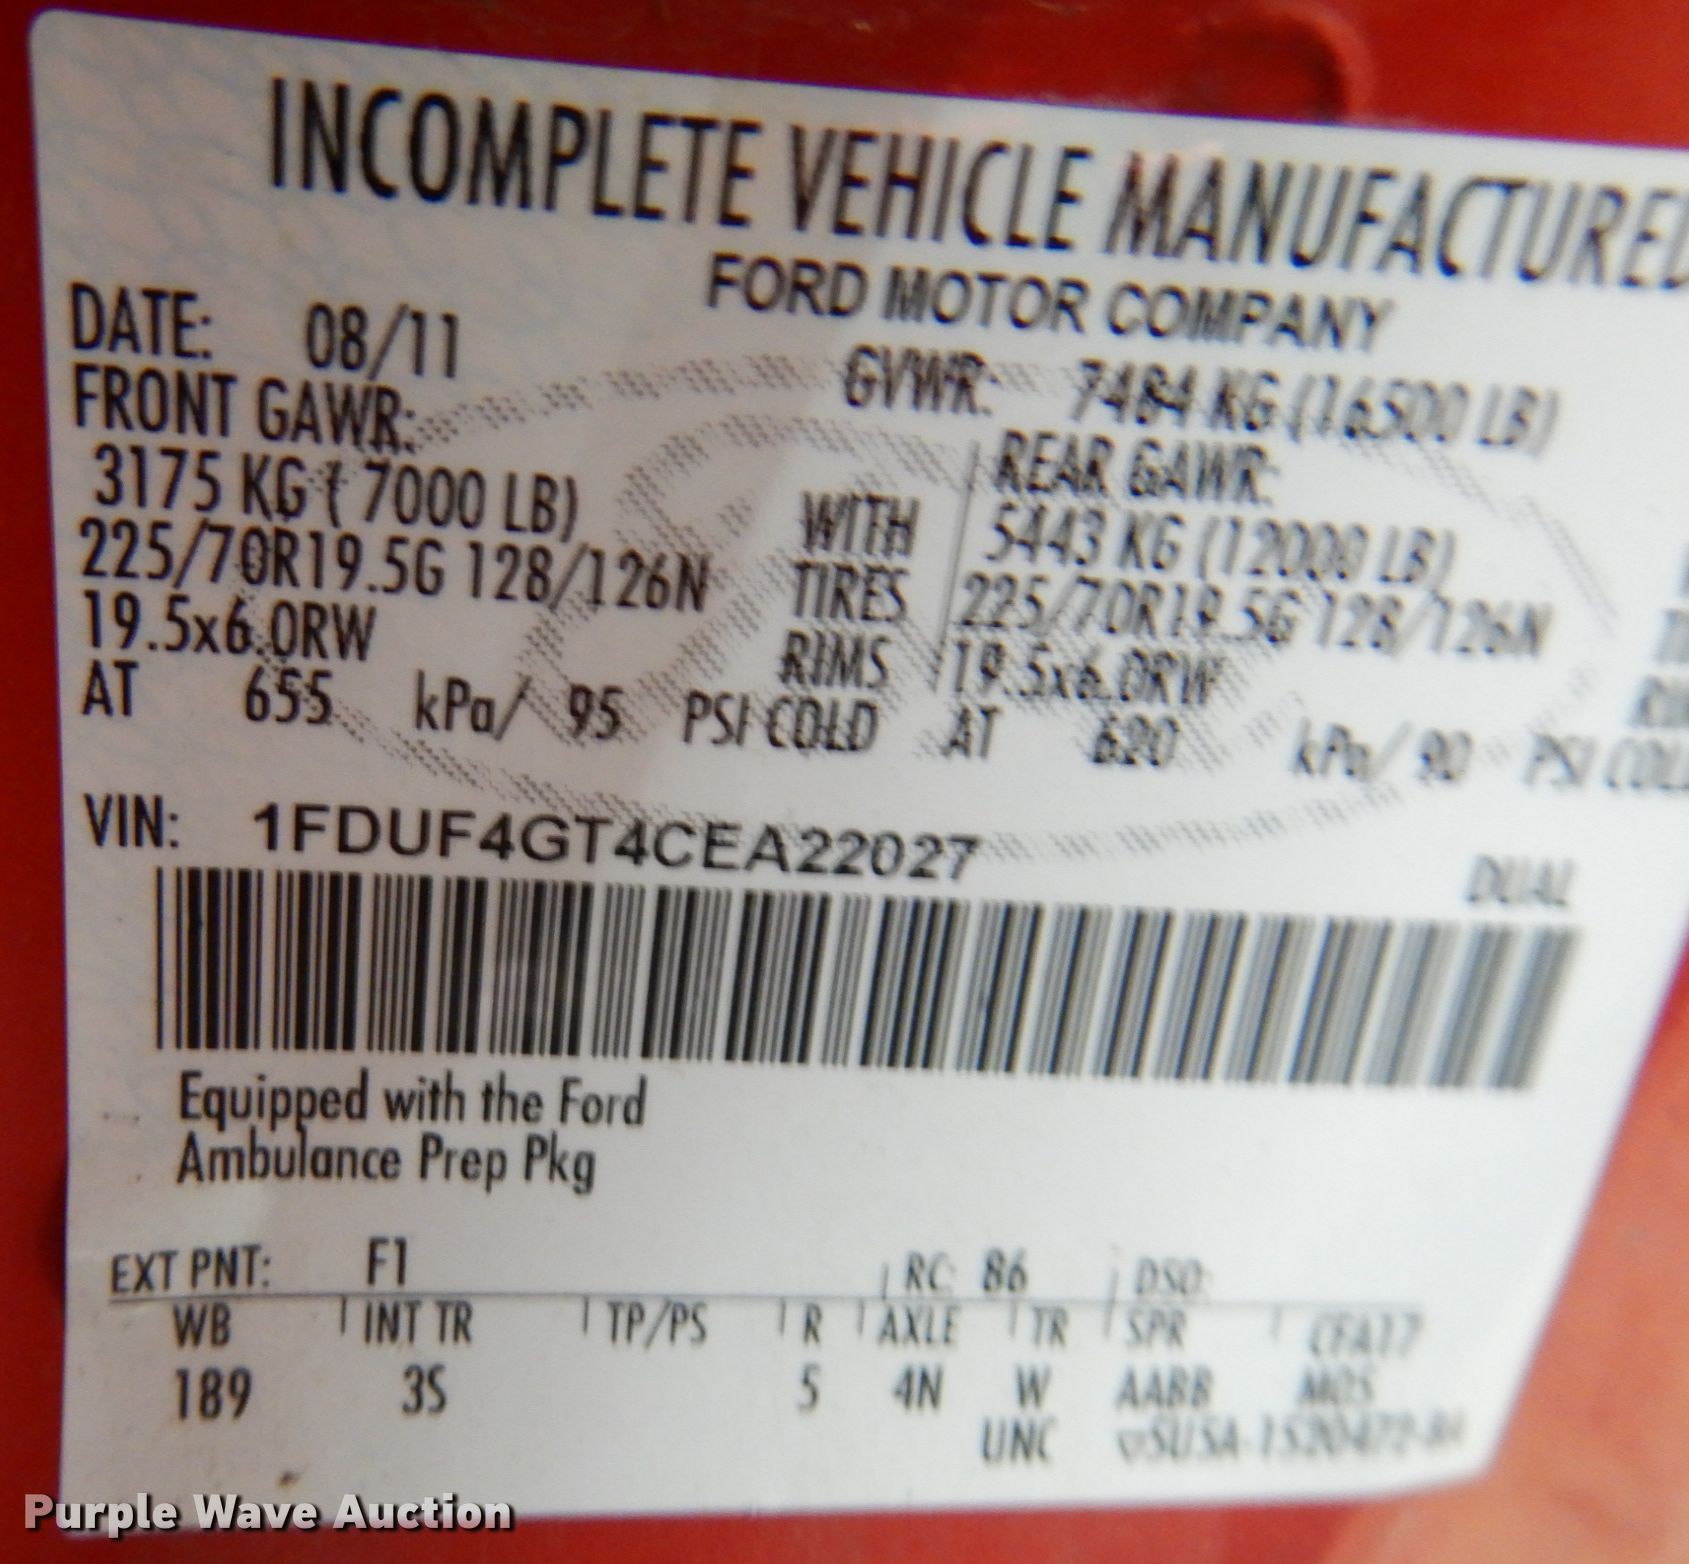 INCOMPLETE VEHICLE MANUFACTURED
FORD MOTOR COMPANY
DATE: 08/11
GVWR: 7484 KG (16500 LB)
FRONT GAWR:
REAR GAWR:
3175 KG ( 7000 LB) WITH 5443 KG (12000 LB)
225/70R19.5G 128/126N TIRES 225/70R19.5G 128/126N
19.5x6.0RW RIMS 19.5x6.0RW
AT 655 kPa/ 95 PSI COLD AT 620 kPa/ 90 PSI COLD
VIN: 1FDUF4GT4CEA22027
DUAL
Equipped with the Ford
Ambulance Prep Pkg
EXT PNT: F1 RC: 86 DSO:
WB INT TR TP/PS R AXLE TR SPR CFA17
189 3S 5 4N W AABB
UNC
Purple Wave Auction